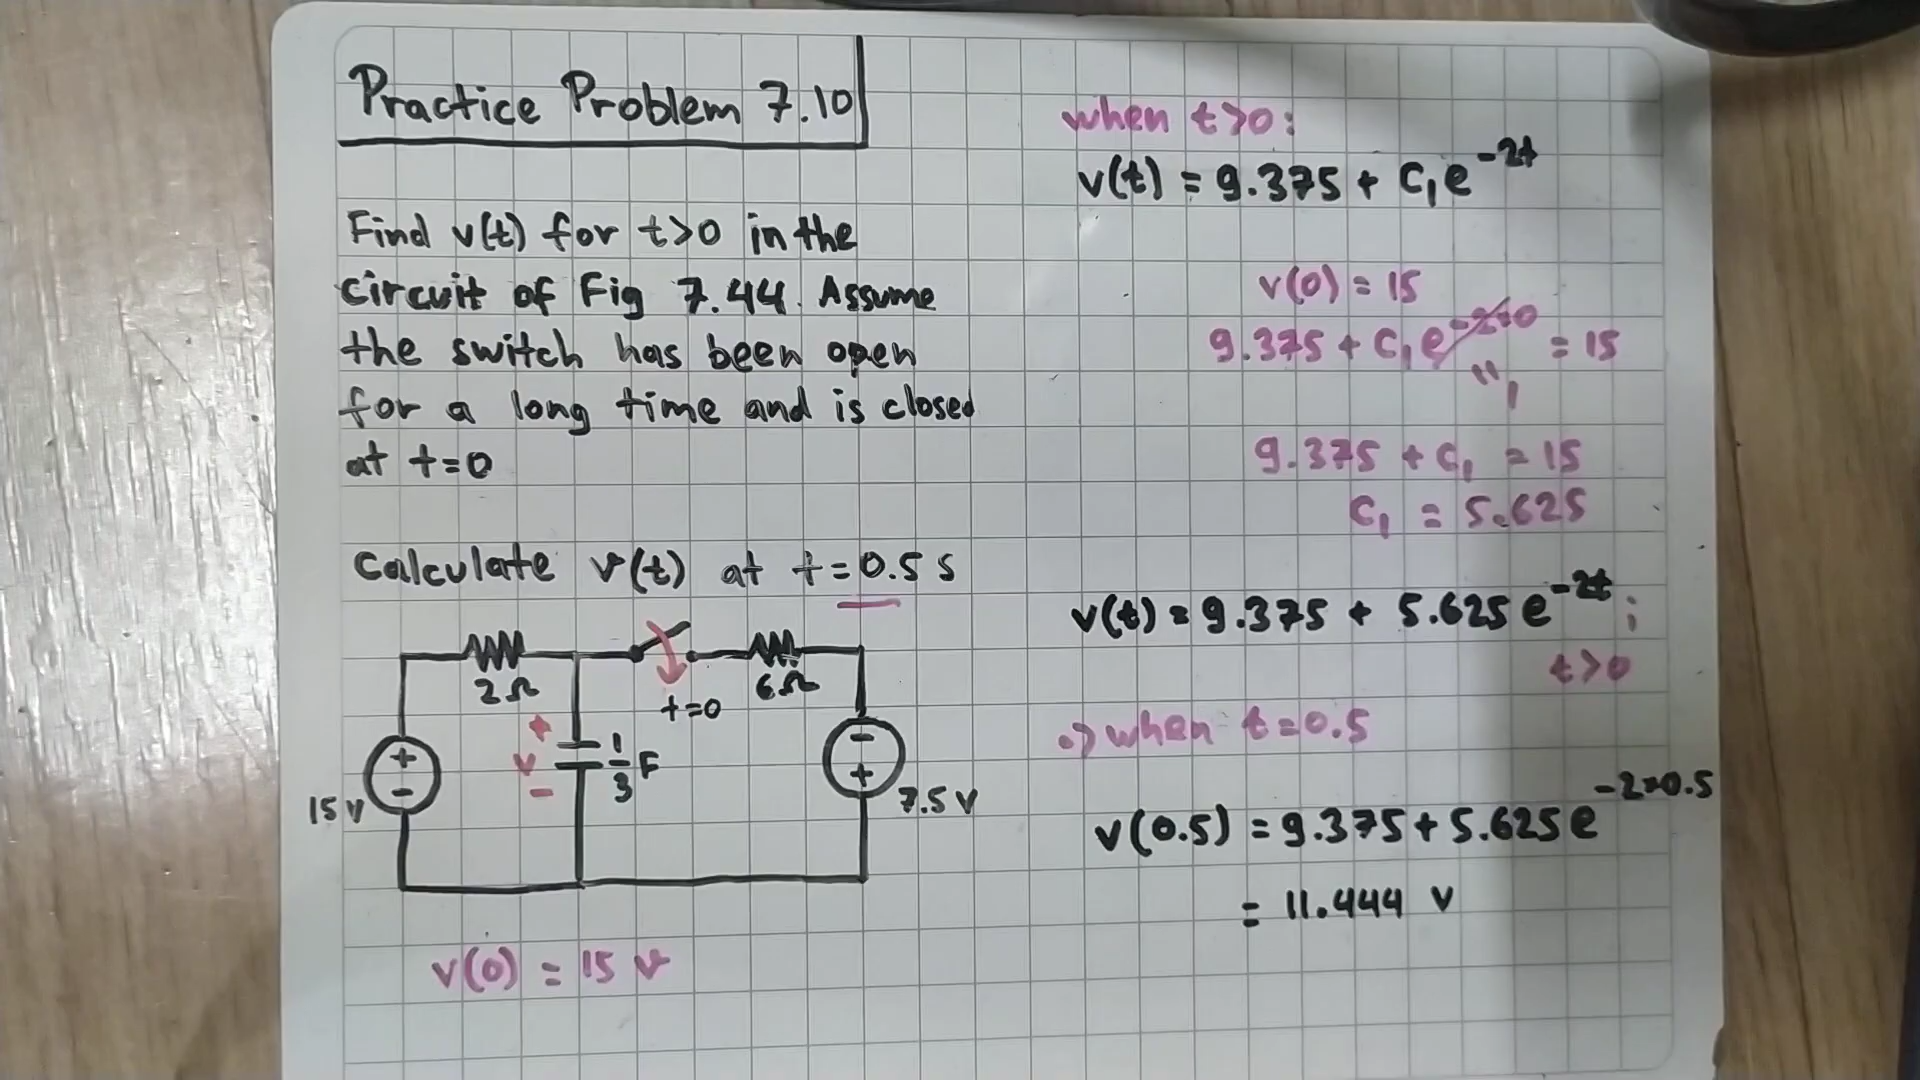 Practice Problem 7.10
Find v(t) for t>0 in the
circuit of Fig 7.44. Assume
the switch has been open
for a long time and is closed
at t=0
Calculate v(t) at t=0.5 s
2Ω
t=0
6Ω
+
v
-
1/3 F
+
-
15 V
-
+
7.5 V
v(0) = 15 v
when t>0:
v(t) = 9.375 + C₁e^-2t
v(0) = 15
9.375 + C₁e^-2×0 = 15
" 1
9.375 + C₁ = 15
C₁ = 5.625
v(t) = 9.375 + 5.625 e^-2t ;
t>0
•) when t=0.5
v(0.5) = 9.375 + 5.625 e^-2×0.5
= 11.444 V